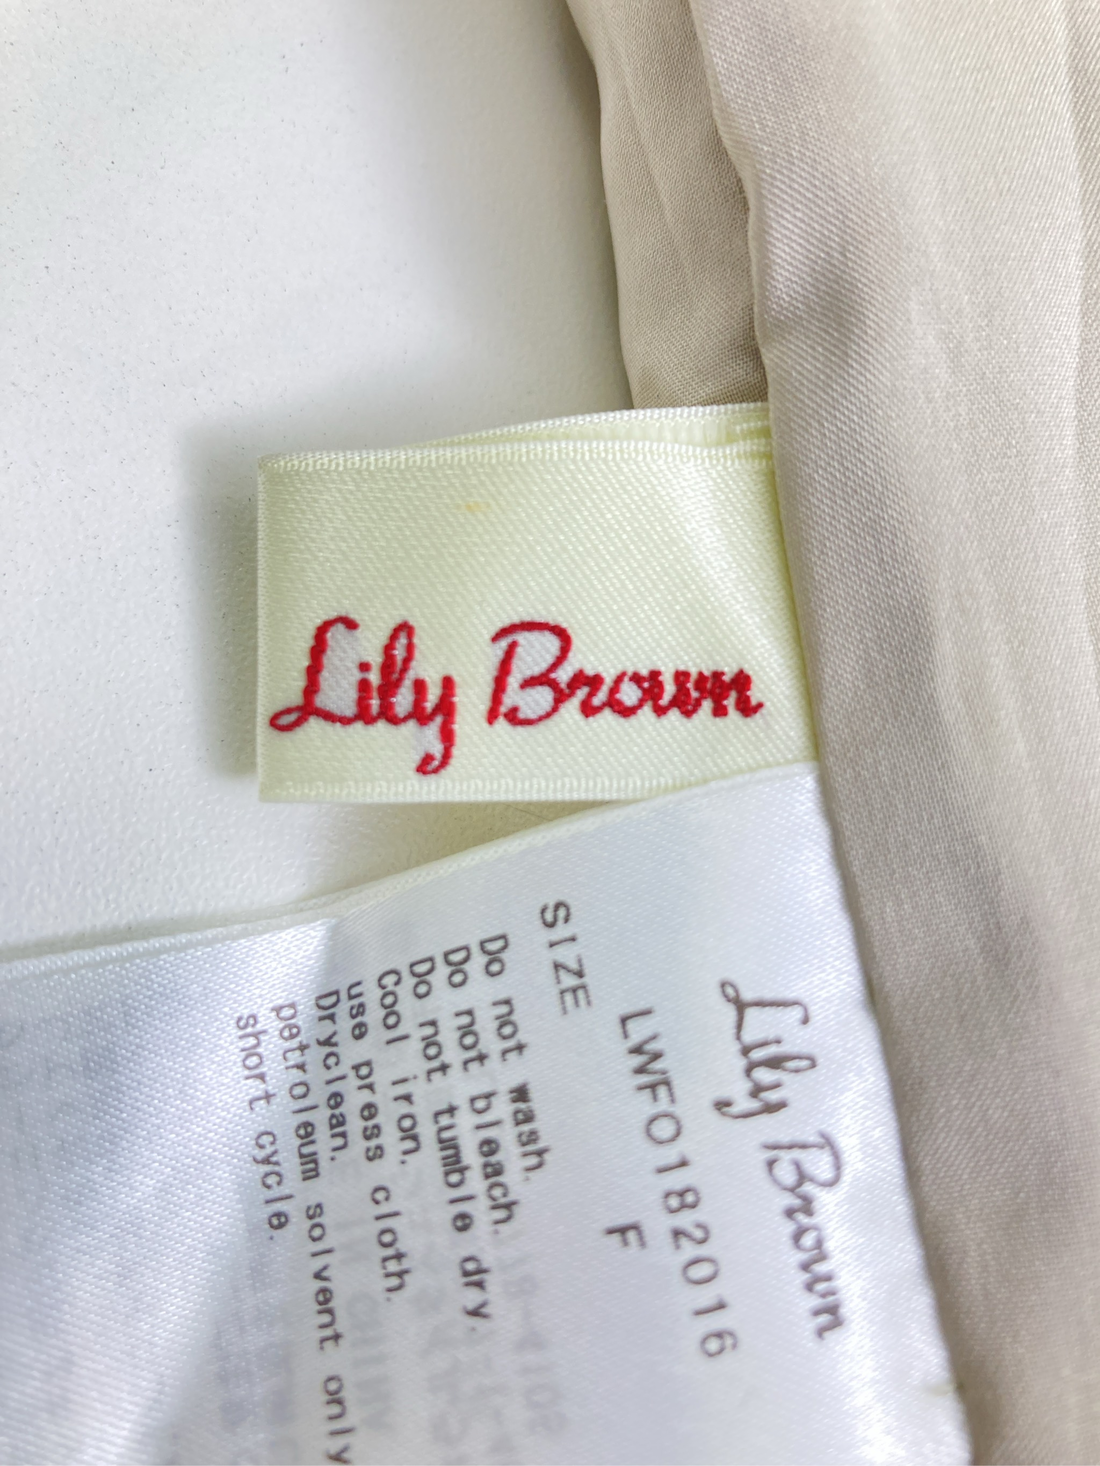 Lily Brown
Lily Brown
LWFO182016
SIZE F
Do not wash.
Do not bleach.
Do not tumble dry.
Cool iron.
use press cloth.
Dryclean.
petroleum solvent only
short cycle.